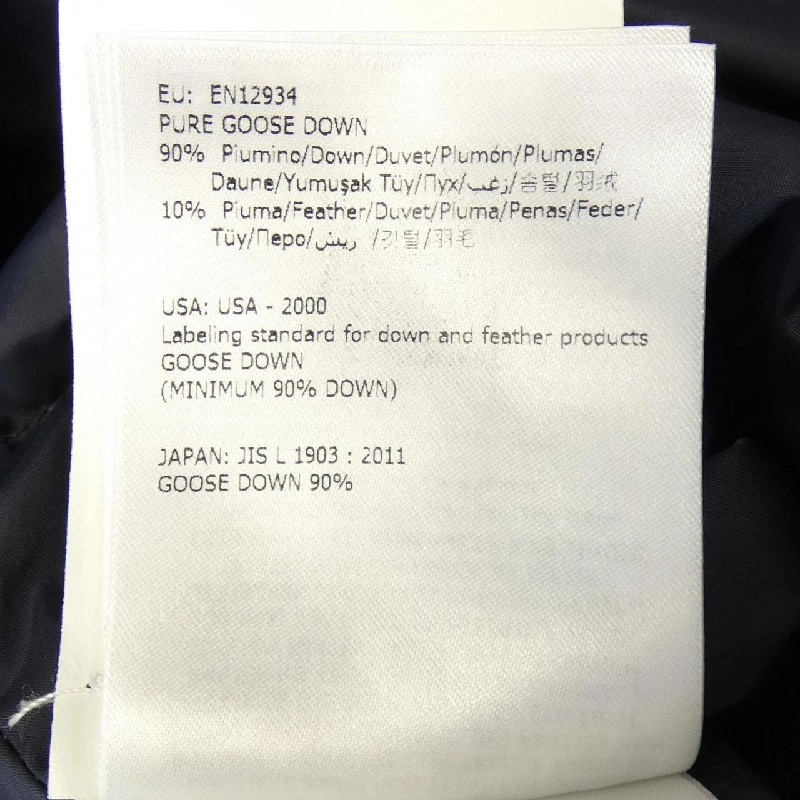 EU: EN12934
PURE GOOSE DOWN
90% Piumino/Down/Duvet/Plumón/Plumas/
Daune/Yumuşak Tüy/Пух/زغب/솜털/羽绒
10% Piuma/Feather/Duvet/Pluma/Penas/Feder/
Tüy/Перо/ريش /깃털/羽毛
USA: USA - 2000
Labeling standard for down and feather products
GOOSE DOWN
(MINIMUM 90% DOWN)
JAPAN: JIS L 1903 : 2011
GOOSE DOWN 90%